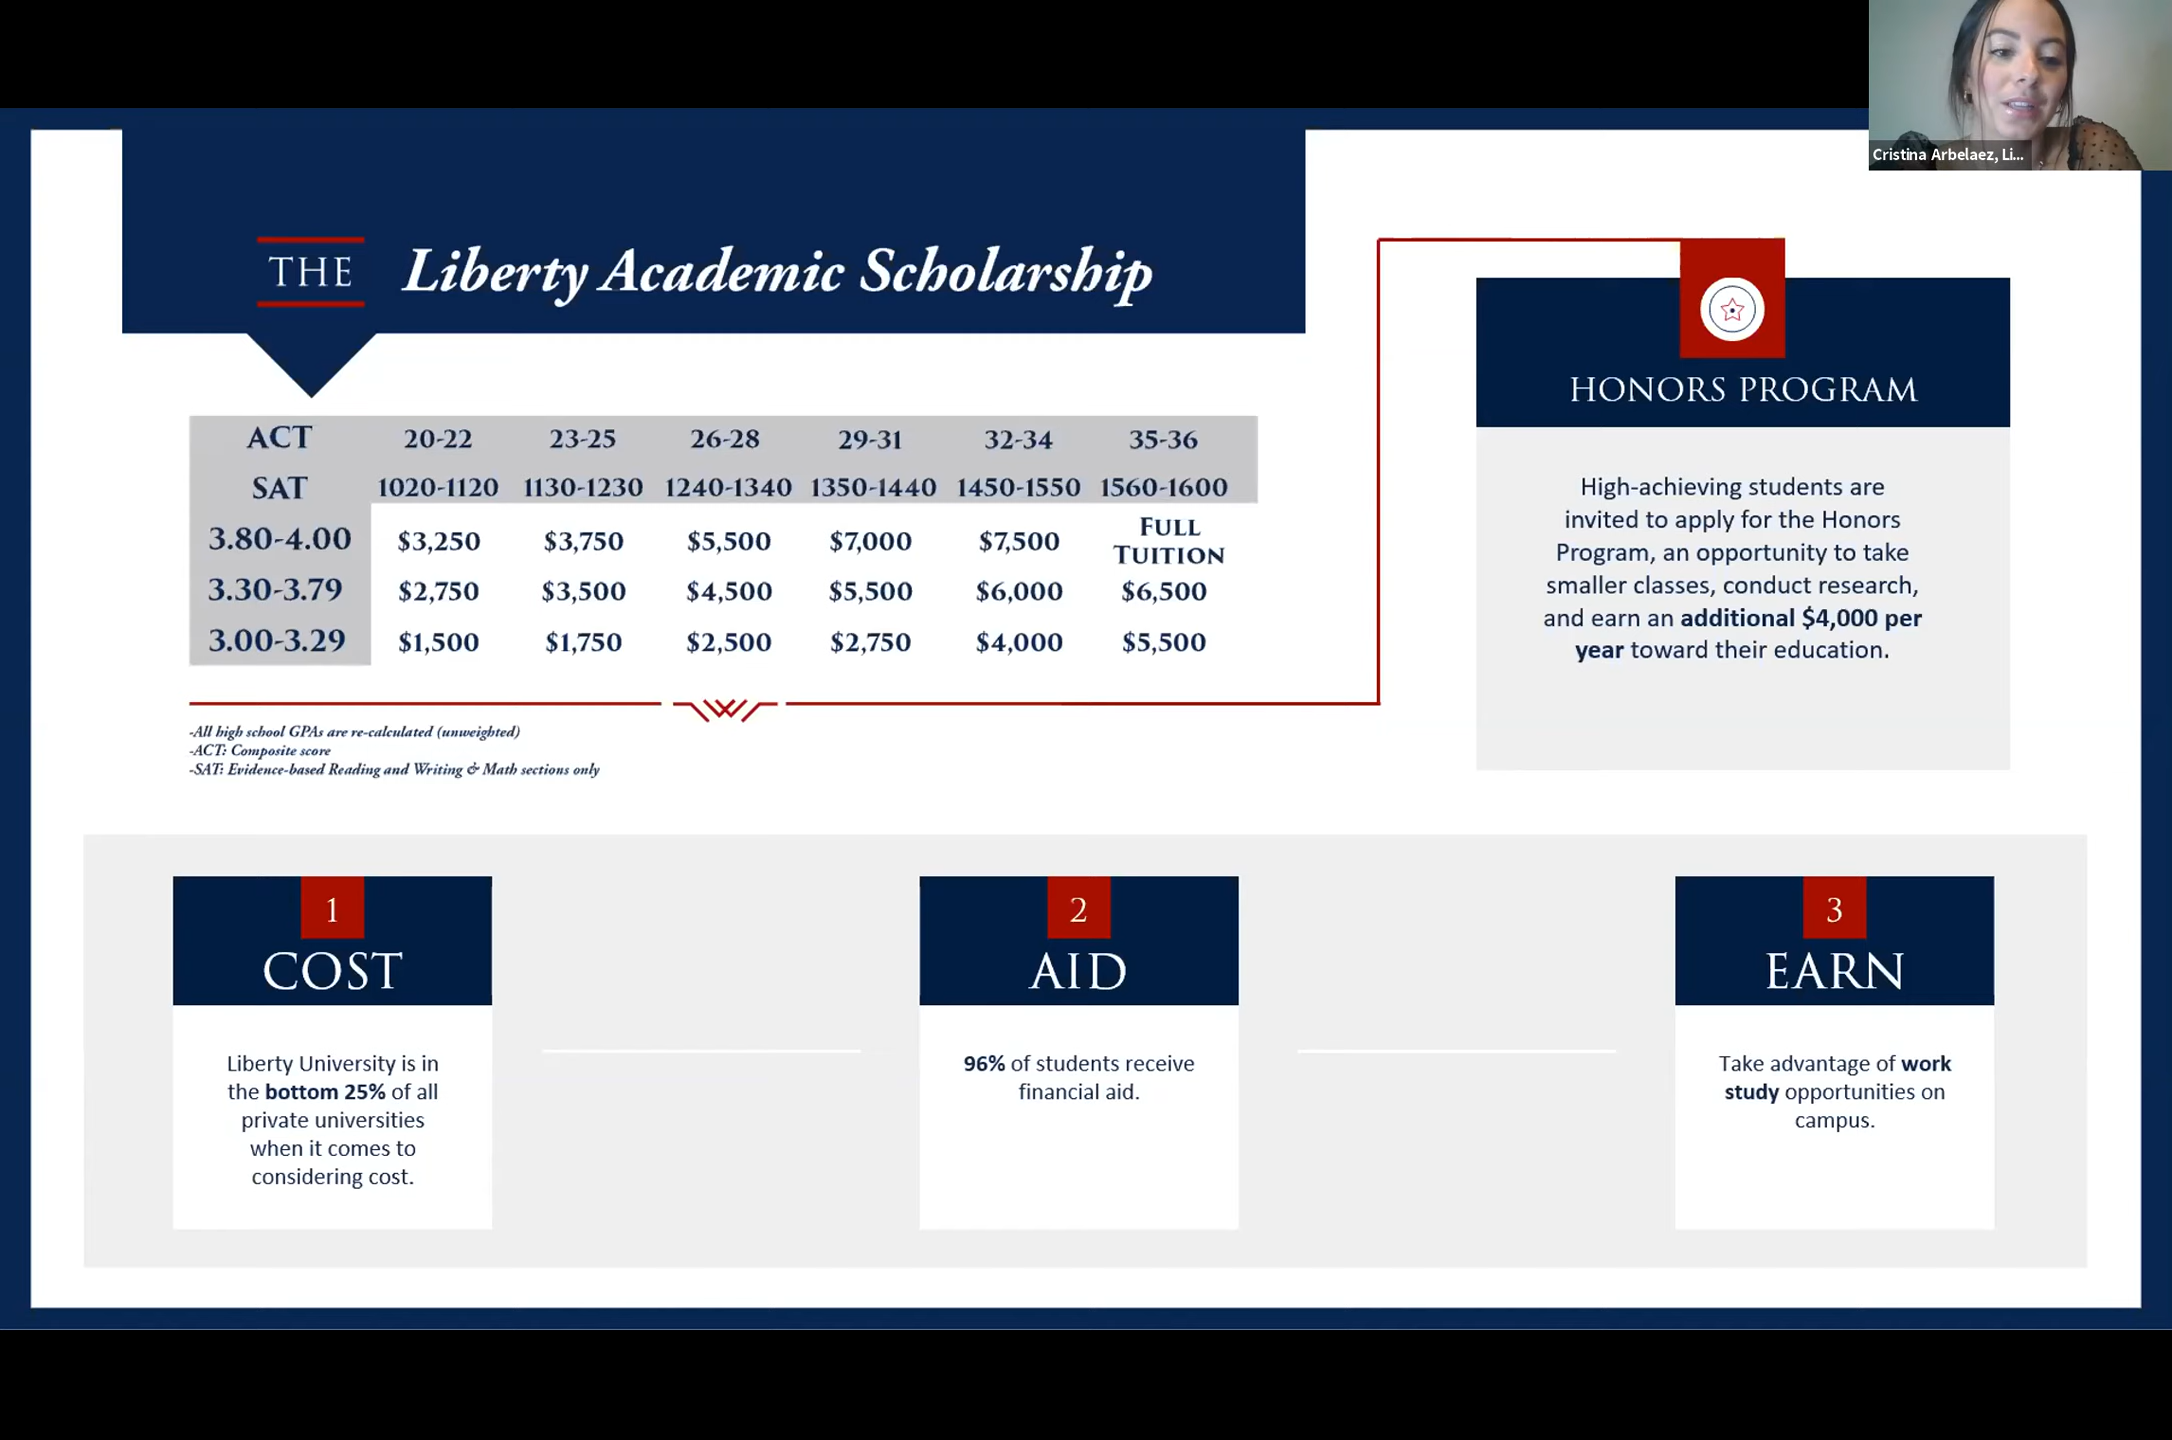 Cristina Arbelaez, Li...
THE Liberty Academic Scholarship
ACT 20-22 23-25 26-28 29-31 32-34 35-36
SAT 1020-1120 1130-1230 1240-1340 1350-1440 1450-1550 1560-1600
3.80-4.00 $3,250 $3,750 $5,500 $7,000 $7,500 FULL TUITION
3.30-3.79 $2,750 $3,500 $4,500 $5,500 $6,000 $6,500
3.00-3.29 $1,500 $1,750 $2,500 $2,750 $4,000 $5,500
-All high school GPAs are re-calculated (unweighted)
-ACT: Composite score
-SAT: Evidence-based Reading and Writing & Math sections only
HONORS PROGRAM
High-achieving students are
invited to apply for the Honors
Program, an opportunity to take
smaller classes, conduct research,
and earn an additional $4,000 per
year toward their education.
1
COST
Liberty University is in
the bottom 25% of all
private universities
when it comes to
considering cost.
2
AID
96% of students receive
financial aid.
3
EARN
Take advantage of work
study opportunities on
campus.